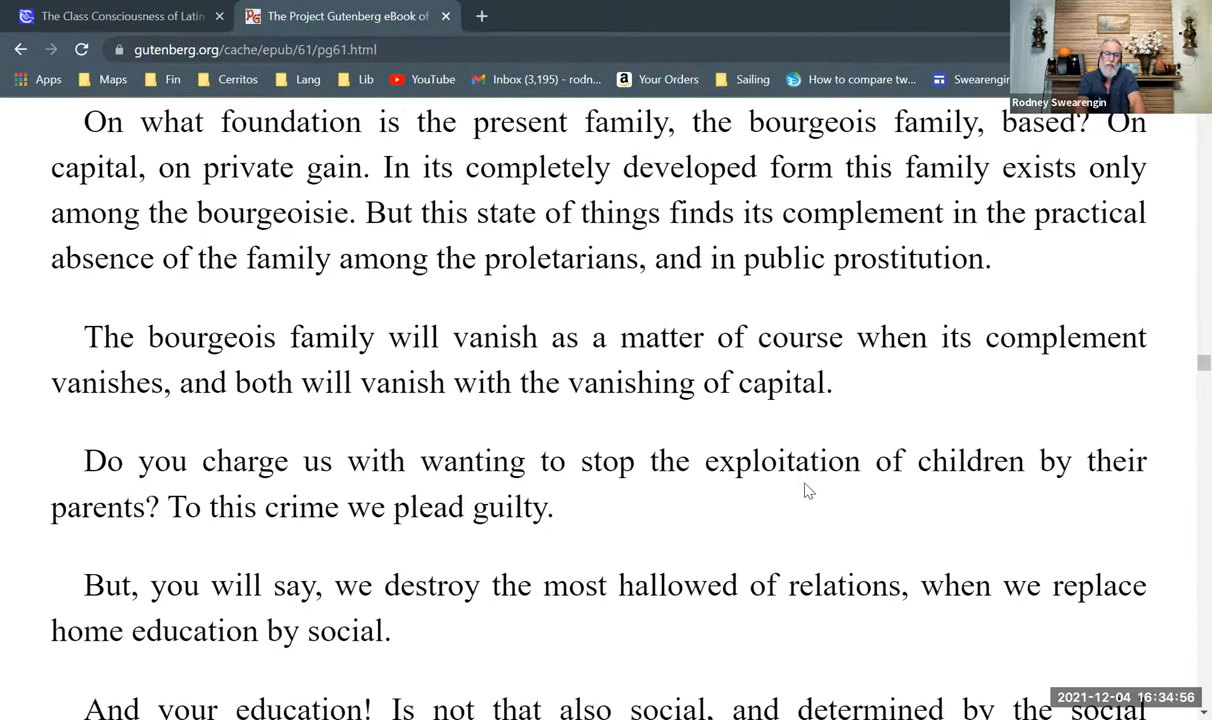 The Class Consciousness of Latin
The Project Gutenberg eBook of
gutenberg.org/cache/epub/61/pg61.html
Apps Maps Fin Cerritos Lang Lib YouTube Inbox (3,195) - rodn... Your Orders Sailing How to compare tw... Swearengin
Rodney Swearengin
On what foundation is the present family, the bourgeois family, based? On
capital, on private gain. In its completely developed form this family exists only
among the bourgeoisie. But this state of things finds its complement in the practical
absence of the family among the proletarians, and in public prostitution.
The bourgeois family will vanish as a matter of course when its complement
vanishes, and both will vanish with the vanishing of capital.
Do you charge us with wanting to stop the exploitation of children by their
parents? To this crime we plead guilty.
But, you will say, we destroy the most hallowed of relations, when we replace
home education by social.
And your education! Is not that also social, and determined by the social
2021-12-04 16:34:56